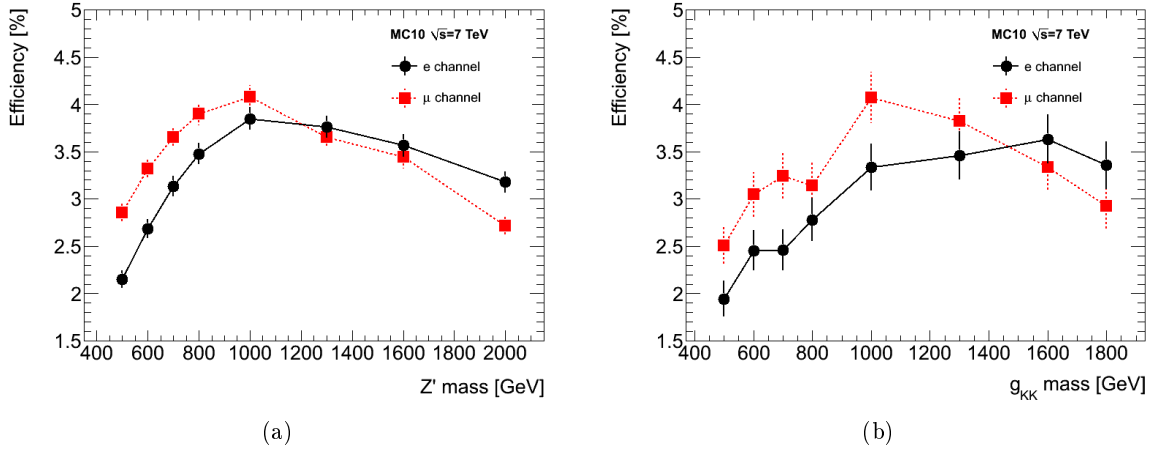 Efficiency [%]
5
4.5
4
3.5
3
2.5
2
1.5
MC10 √s=7 TeV
e channel
μ channel
400 600 800 1000 1200 1400 1600 1800 2000
Z' mass [GeV]
(a)
Efficiency [%]
5
4.5
4
3.5
3
2.5
2
1.5
MC10 √s=7 TeV
e channel
μ channel
400 600 800 1000 1200 1400 1600 1800
g_KK mass [GeV]
(b)